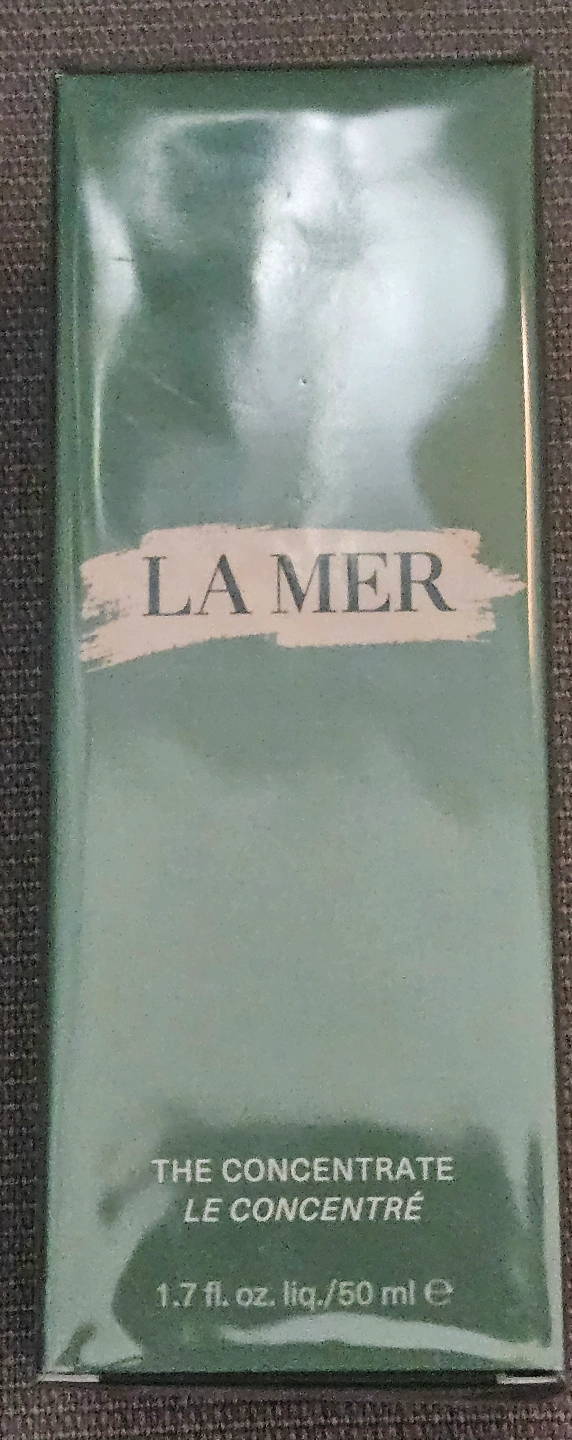 LA MER
THE CONCENTRATE
LE CONCENTRÉ
1.7 fl. oz. liq./50 ml ℮